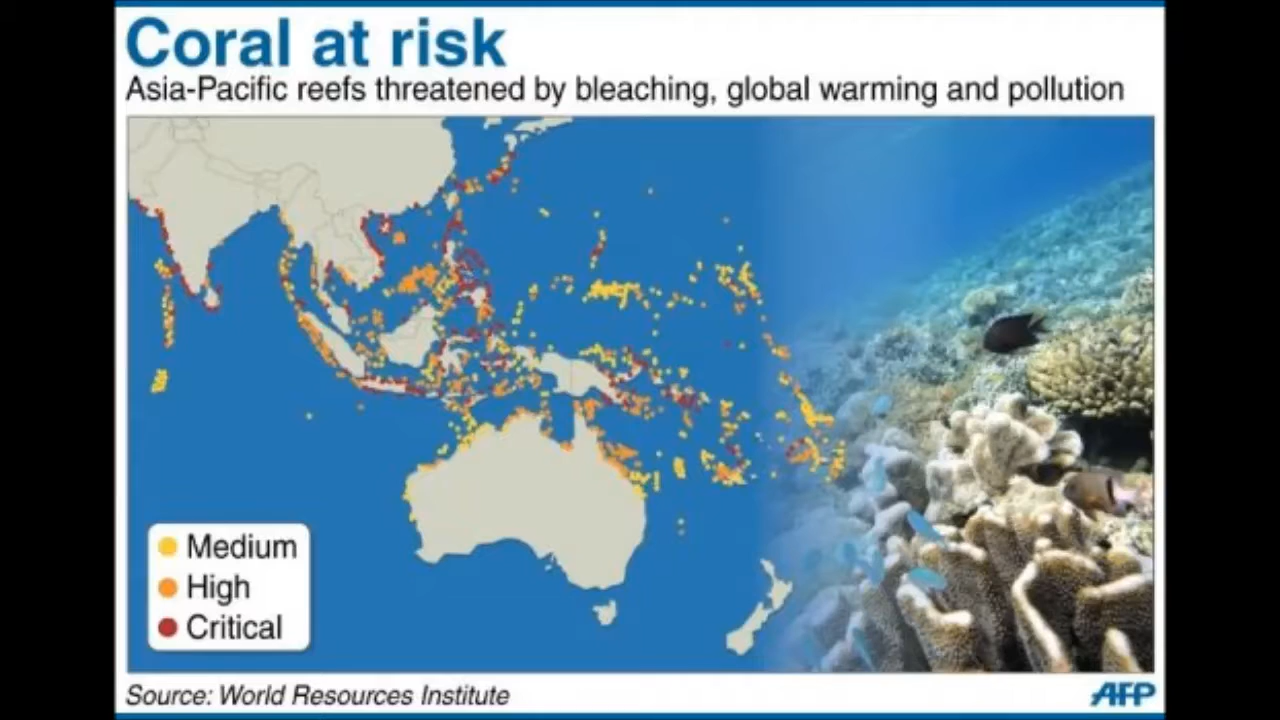 Coral at risk
Asia-Pacific reefs threatened by bleaching, global warming and pollution
Medium
High
Critical
Source: World Resources Institute
AFP